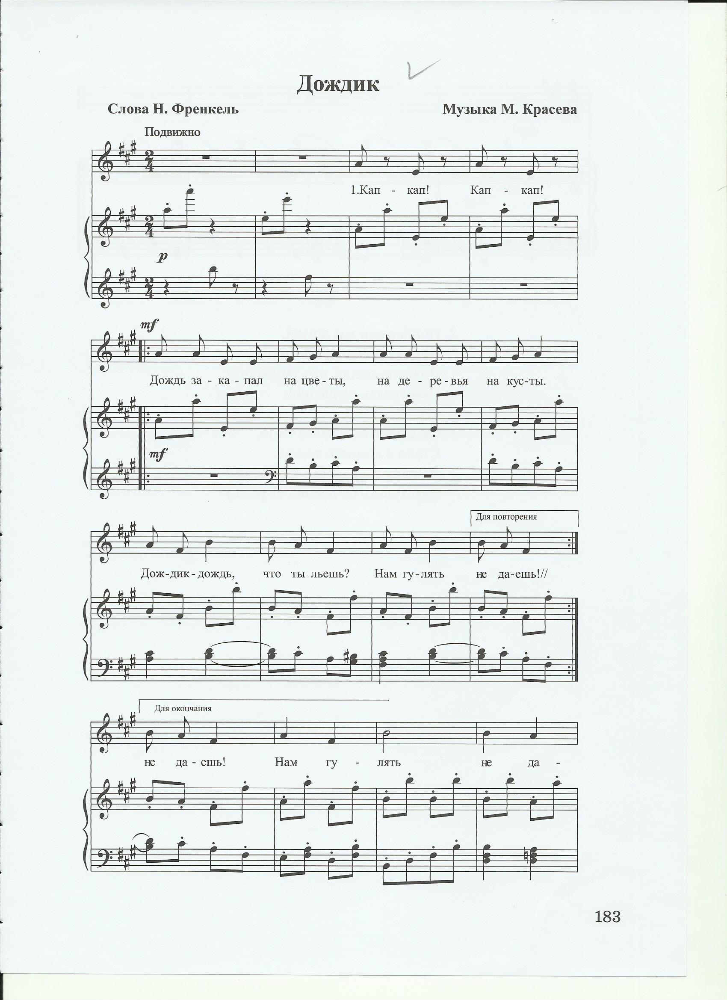 Дождик
Слова Н. Френкель Музыка М. Красева
Подвижно
1.Кап - кап! Кап - кап!
p
mf
Дождь за - ка - пал на цве - ты, на де - ре - вья на кус - ты.
mf
Для повторения
Дож - дик - дождь, что ты льешь? Нам гу - лять не да - ешь!//
Для окончания
не да - ешь! Нам гу - лять не да -
183